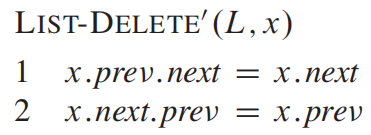 LIST-DELETE′(L, x)
1 x.prev.next = x.next
2 x.next.prev = x.prev